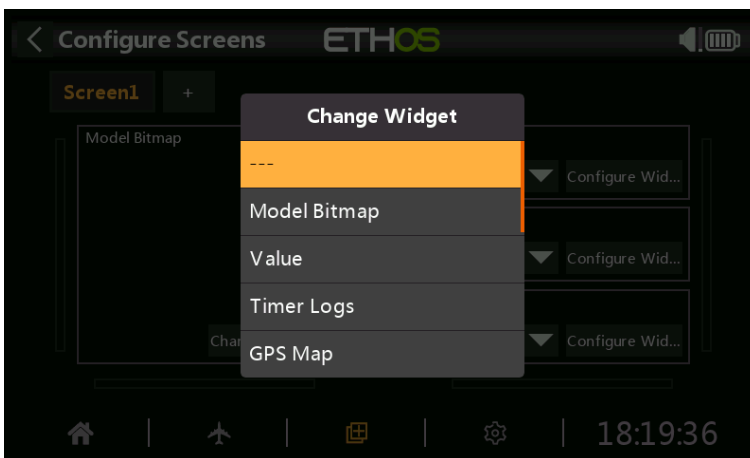 Configure Screens
ETHOS
Screen1
+
Change Widget
Model Bitmap
---
Configure Wid...
Model Bitmap
Value
Configure Wid...
Timer Logs
Configure Wid...
Char
GPS Map
18:19:36